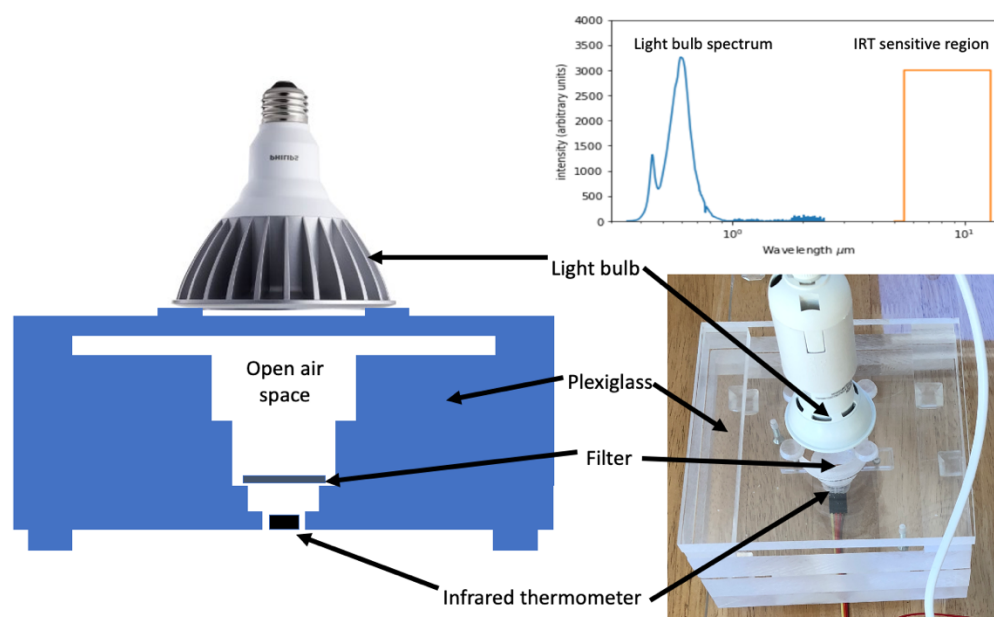 4000
3500
3000
2500
2000
1500
1000
500
0
intensity (arbitrary units)
Light bulb spectrum
IRT sensitive region
10⁰
10¹
Wavelength μm
PHILIPS
Light bulb
Open air
space
Plexiglass
Filter
Infrared thermometer